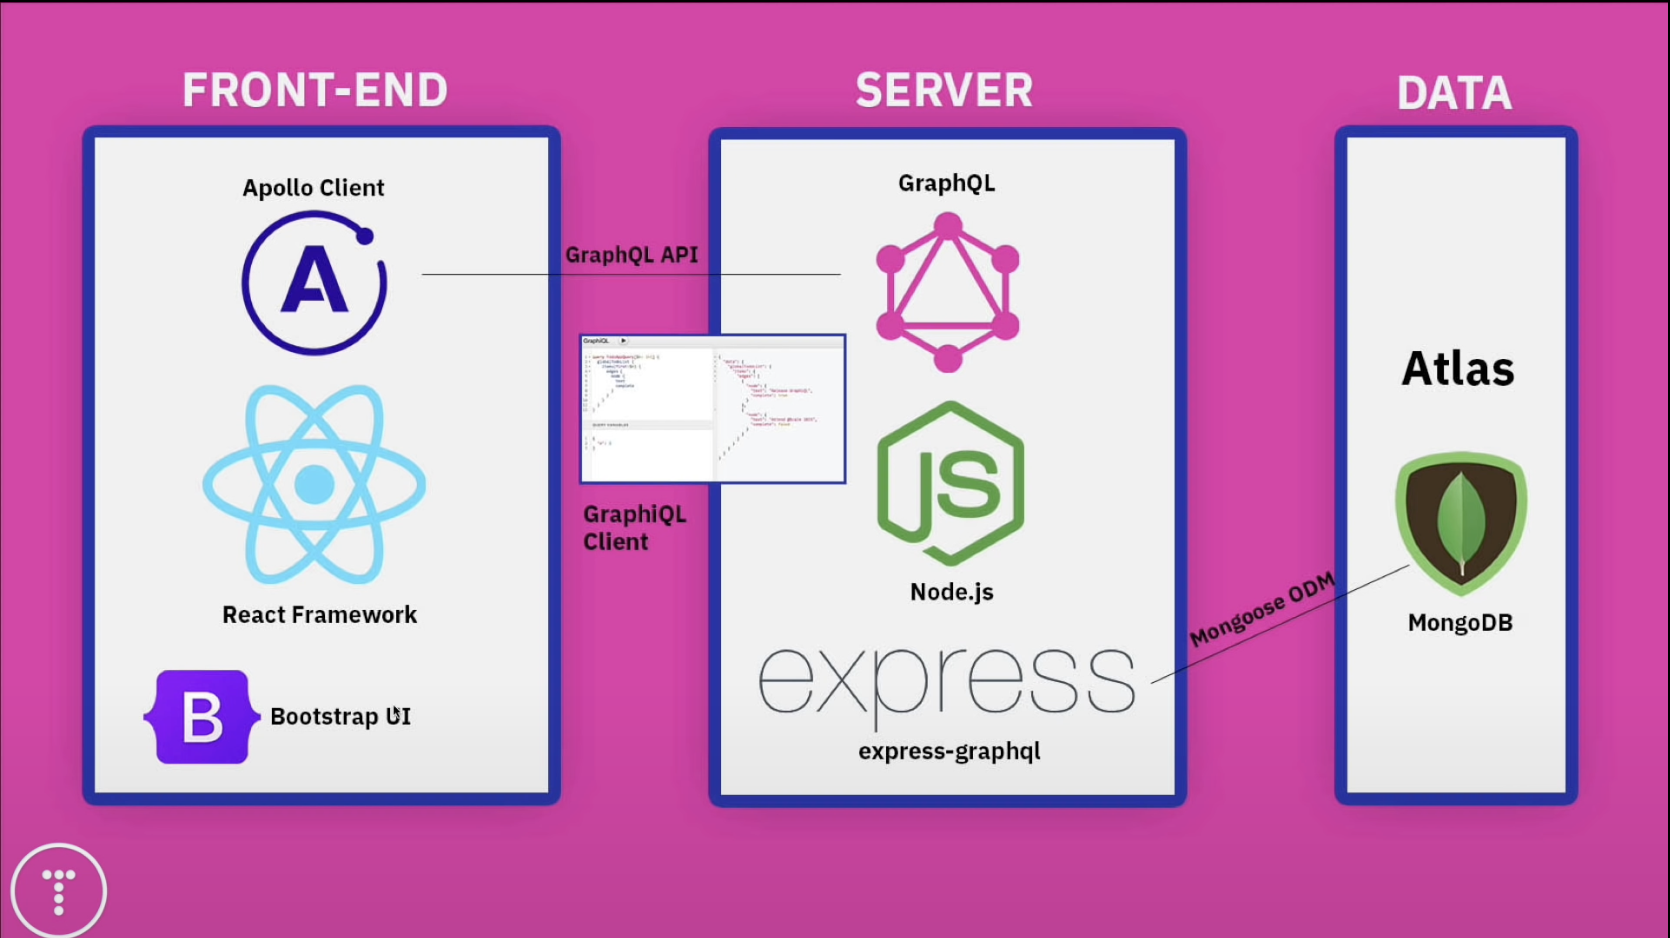 FRONT-END
Apollo Client
A
React Framework
B
Bootstrap UI
GraphQL API
GraphiQL
GraphiQL
Client
SERVER
GraphQL
JS
Node.js
express
express-graphql
Mongoose ODM
DATA
Atlas
MongoDB
T